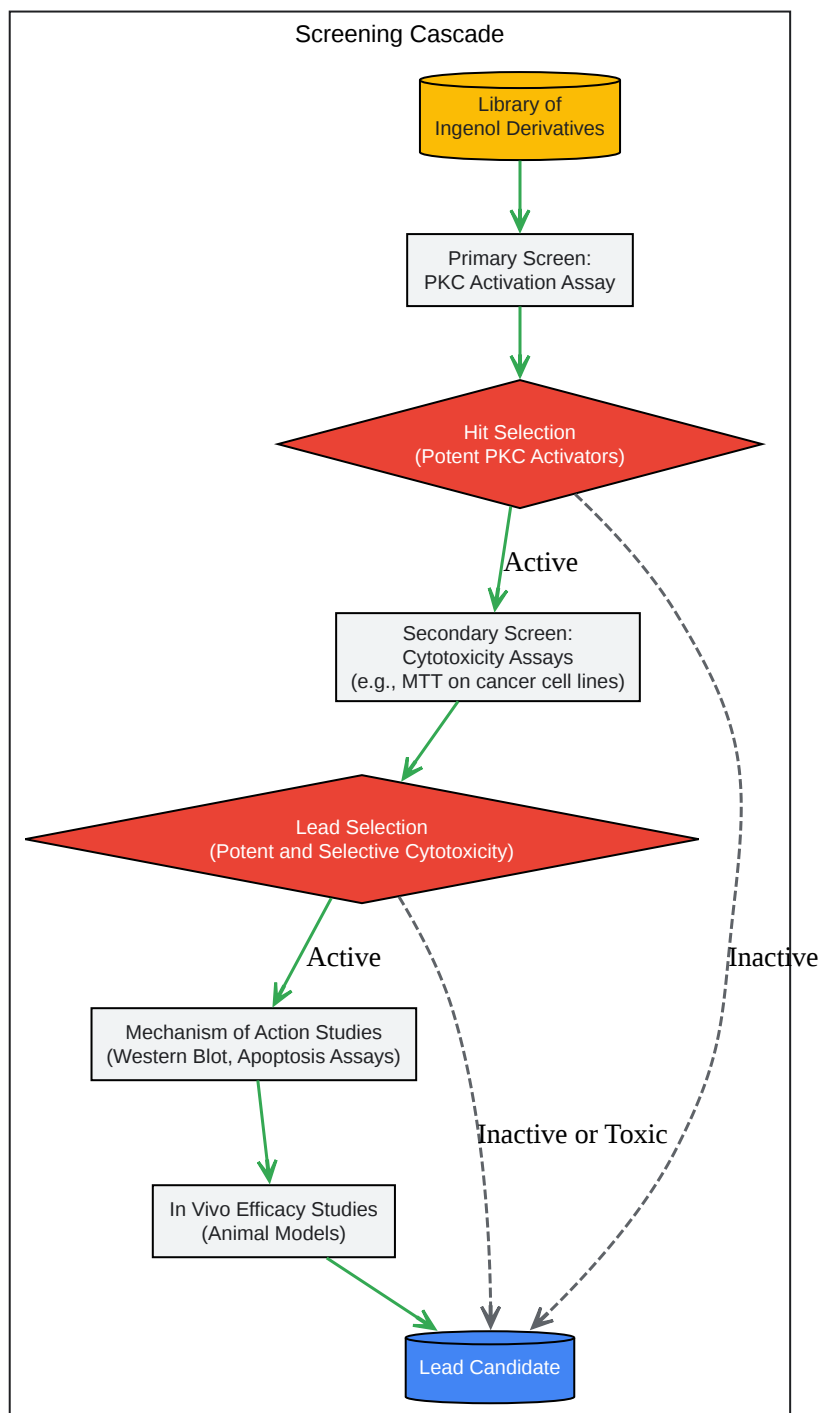 Screening Cascade
Library of
Ingenol Derivatives
Primary Screen:
PKC Activation Assay
Hit Selection
(Potent PKC Activators)
Active
Secondary Screen:
Cytotoxicity Assays
(e.g., MTT on cancer cell lines)
Lead Selection
(Potent and Selective Cytotoxicity)
Active
Inactive
Mechanism of Action Studies
(Western Blot, Apoptosis Assays)
Inactive or Toxic
In Vivo Efficacy Studies
(Animal Models)
Lead Candidate